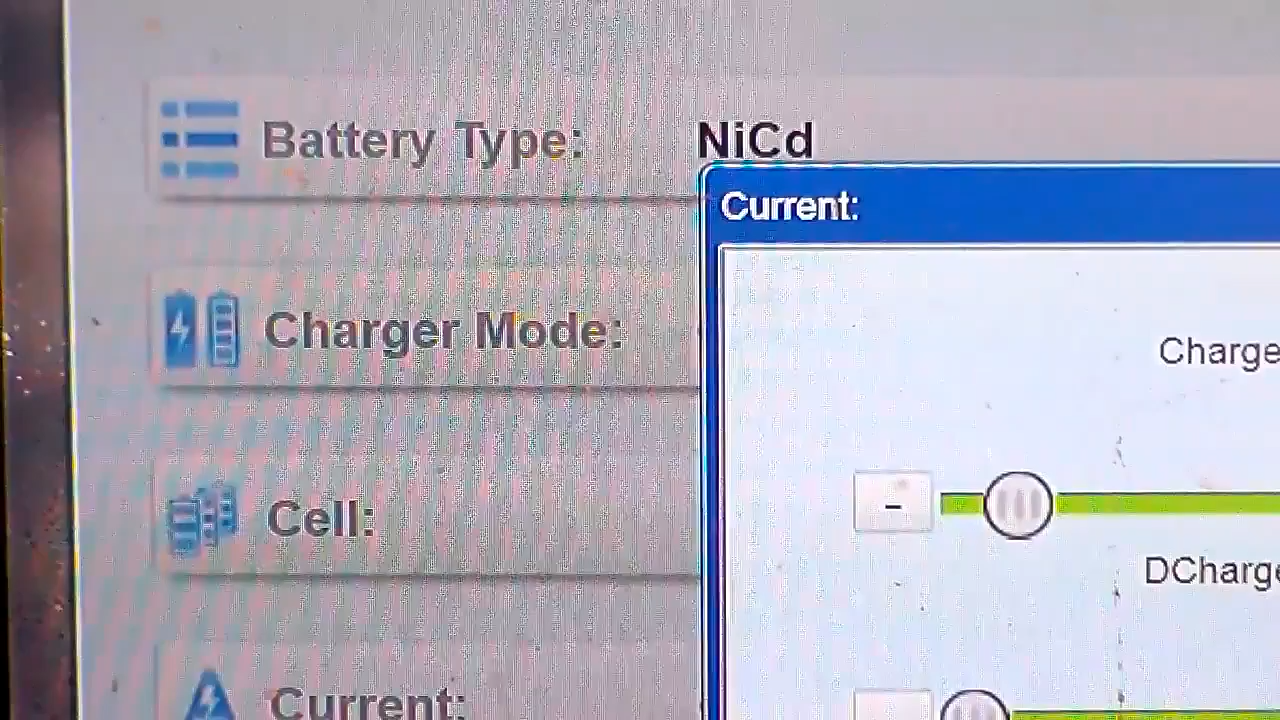 Battery Type: NiCd
Current:
Charger Mode:
Charge
-
Cell:
DCharge
Current: